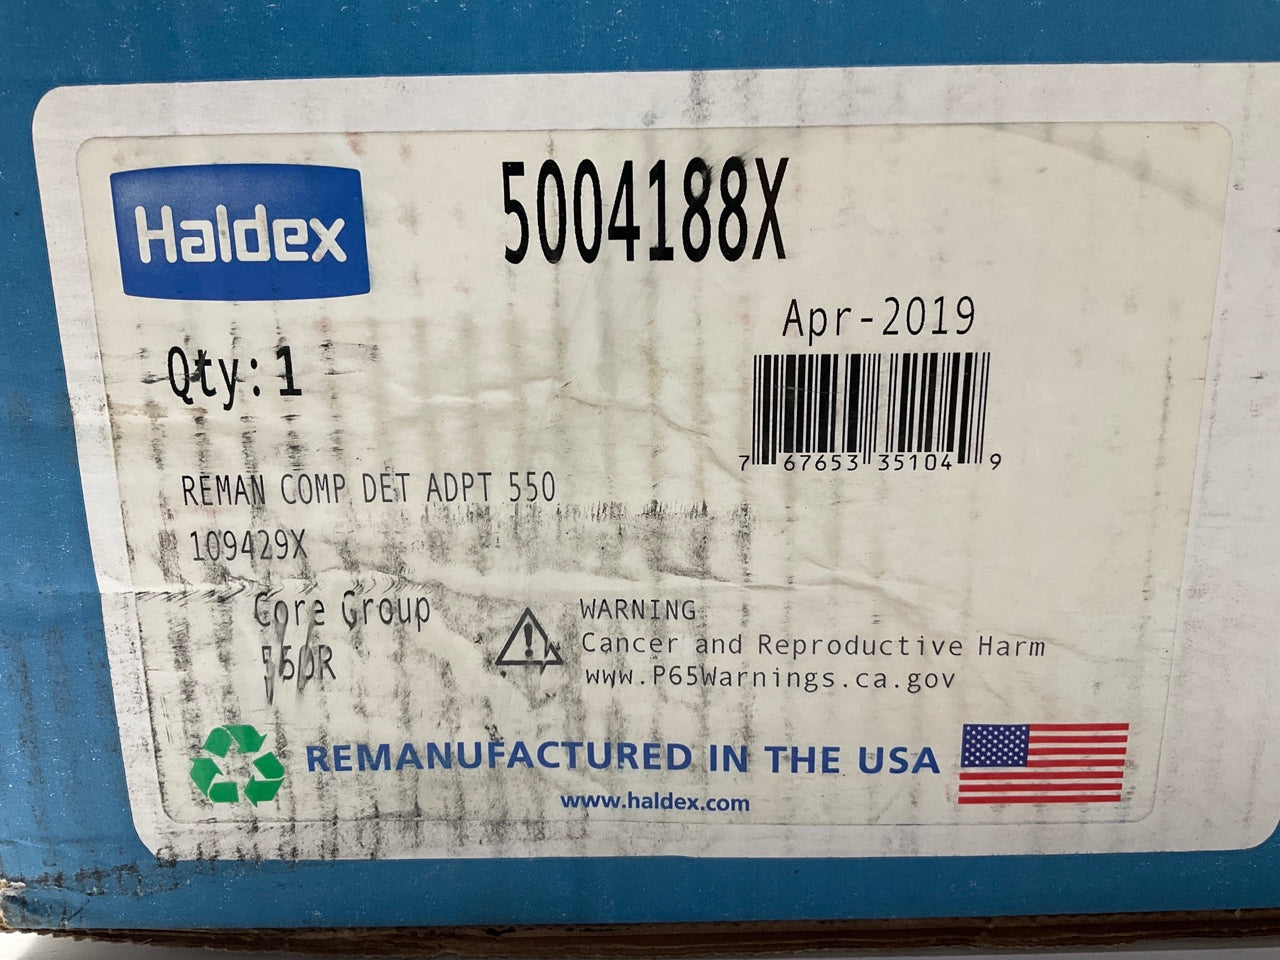 Haldex
5004188X
Apr-2019
Qty: 1
7 67653 35104 9
REMAN COMP DET ADPT 550
109429X
Core Group
WARNING
Cancer and Reproductive Harm
www.P65Warnings.ca.gov
REMANUFACTURED IN THE USA
www.haldex.com